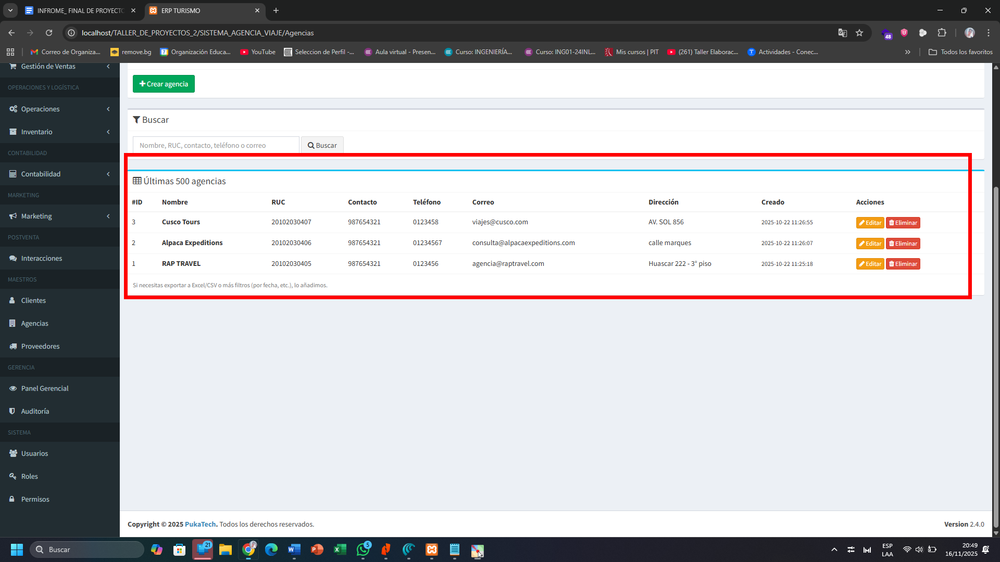 INFROME_ FINAL DE PROYECTO
ERP TURISMO
localhost/TALLER_DE_PROYECTOS_2/SISTEMA_AGENCIA_VIAJE/Agencias
48
Correo de Organiza...
remove.bg
Organización Educa...
YouTube
Seleccion de Perfil -...
Aula virtual - Presen...
Curso: INGENIERÍA...
Curso: ING01-24INL...
Mis cursos | PIT
(261) Taller Elaborac...
Actividades - Conec...
Todos los favoritos
Gestión de Ventas
OPERACIONES Y LOGÍSTICA
Operaciones
Inventario
CONTABILIDAD
Contabilidad
MARKETING
Marketing
POSTVENTA
Interacciones
MAESTROS
Clientes
Agencias
Proveedores
GERENCIA
Panel Gerencial
Auditoría
SISTEMA
Usuarios
Roles
Permisos
Crear agencia
Buscar
Nombre, RUC, contacto, teléfono o correo
Buscar
Últimas 500 agencias
#ID Nombre RUC Contacto Teléfono Correo Dirección Creado Acciones
3 Cusco Tours 20102030407 987654321 0123458 viajes@cusco.com AV. SOL 856 2025-10-22 11:26:55 Editar Eliminar
2 Alpaca Expeditions 20102030406 987654321 01234567 consulta@alpacaexpeditions.com calle marques 2025-10-22 11:26:07 Editar Eliminar
1 RAP TRAVEL 20102030405 987654321 0123456 agencia@raptravel.com Huascar 222 - 3° piso 2025-10-22 11:25:18 Editar Eliminar
Si necesitas exportar a Excel/CSV o más filtros (por fecha, etc.), lo añadimos.
Copyright © 2025 PukaTech. Todos los derechos reservados.
Version 2.4.0
Buscar
21
5
ESP
LAA
20:49
16/11/2025